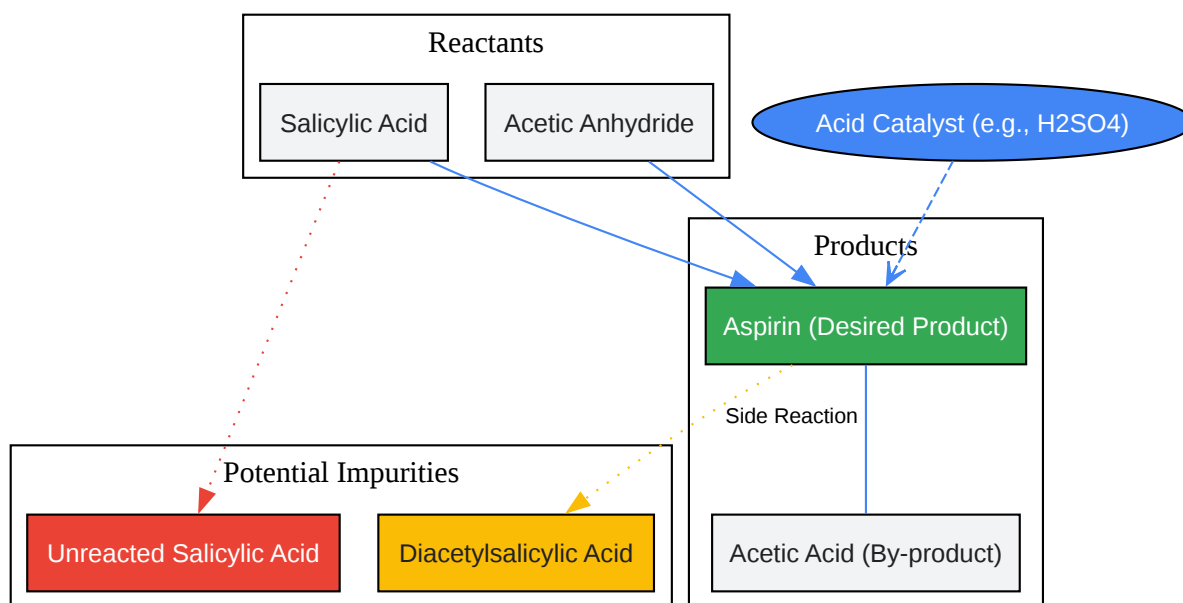 Reactants
Salicylic Acid
Acetic Anhydride
Acid Catalyst (e.g., H2SO4)
Products
Aspirin (Desired Product)
Side Reaction
Potential Impurities
Unreacted Salicylic Acid
Diacetylsalicylic Acid
Acetic Acid (By-product)